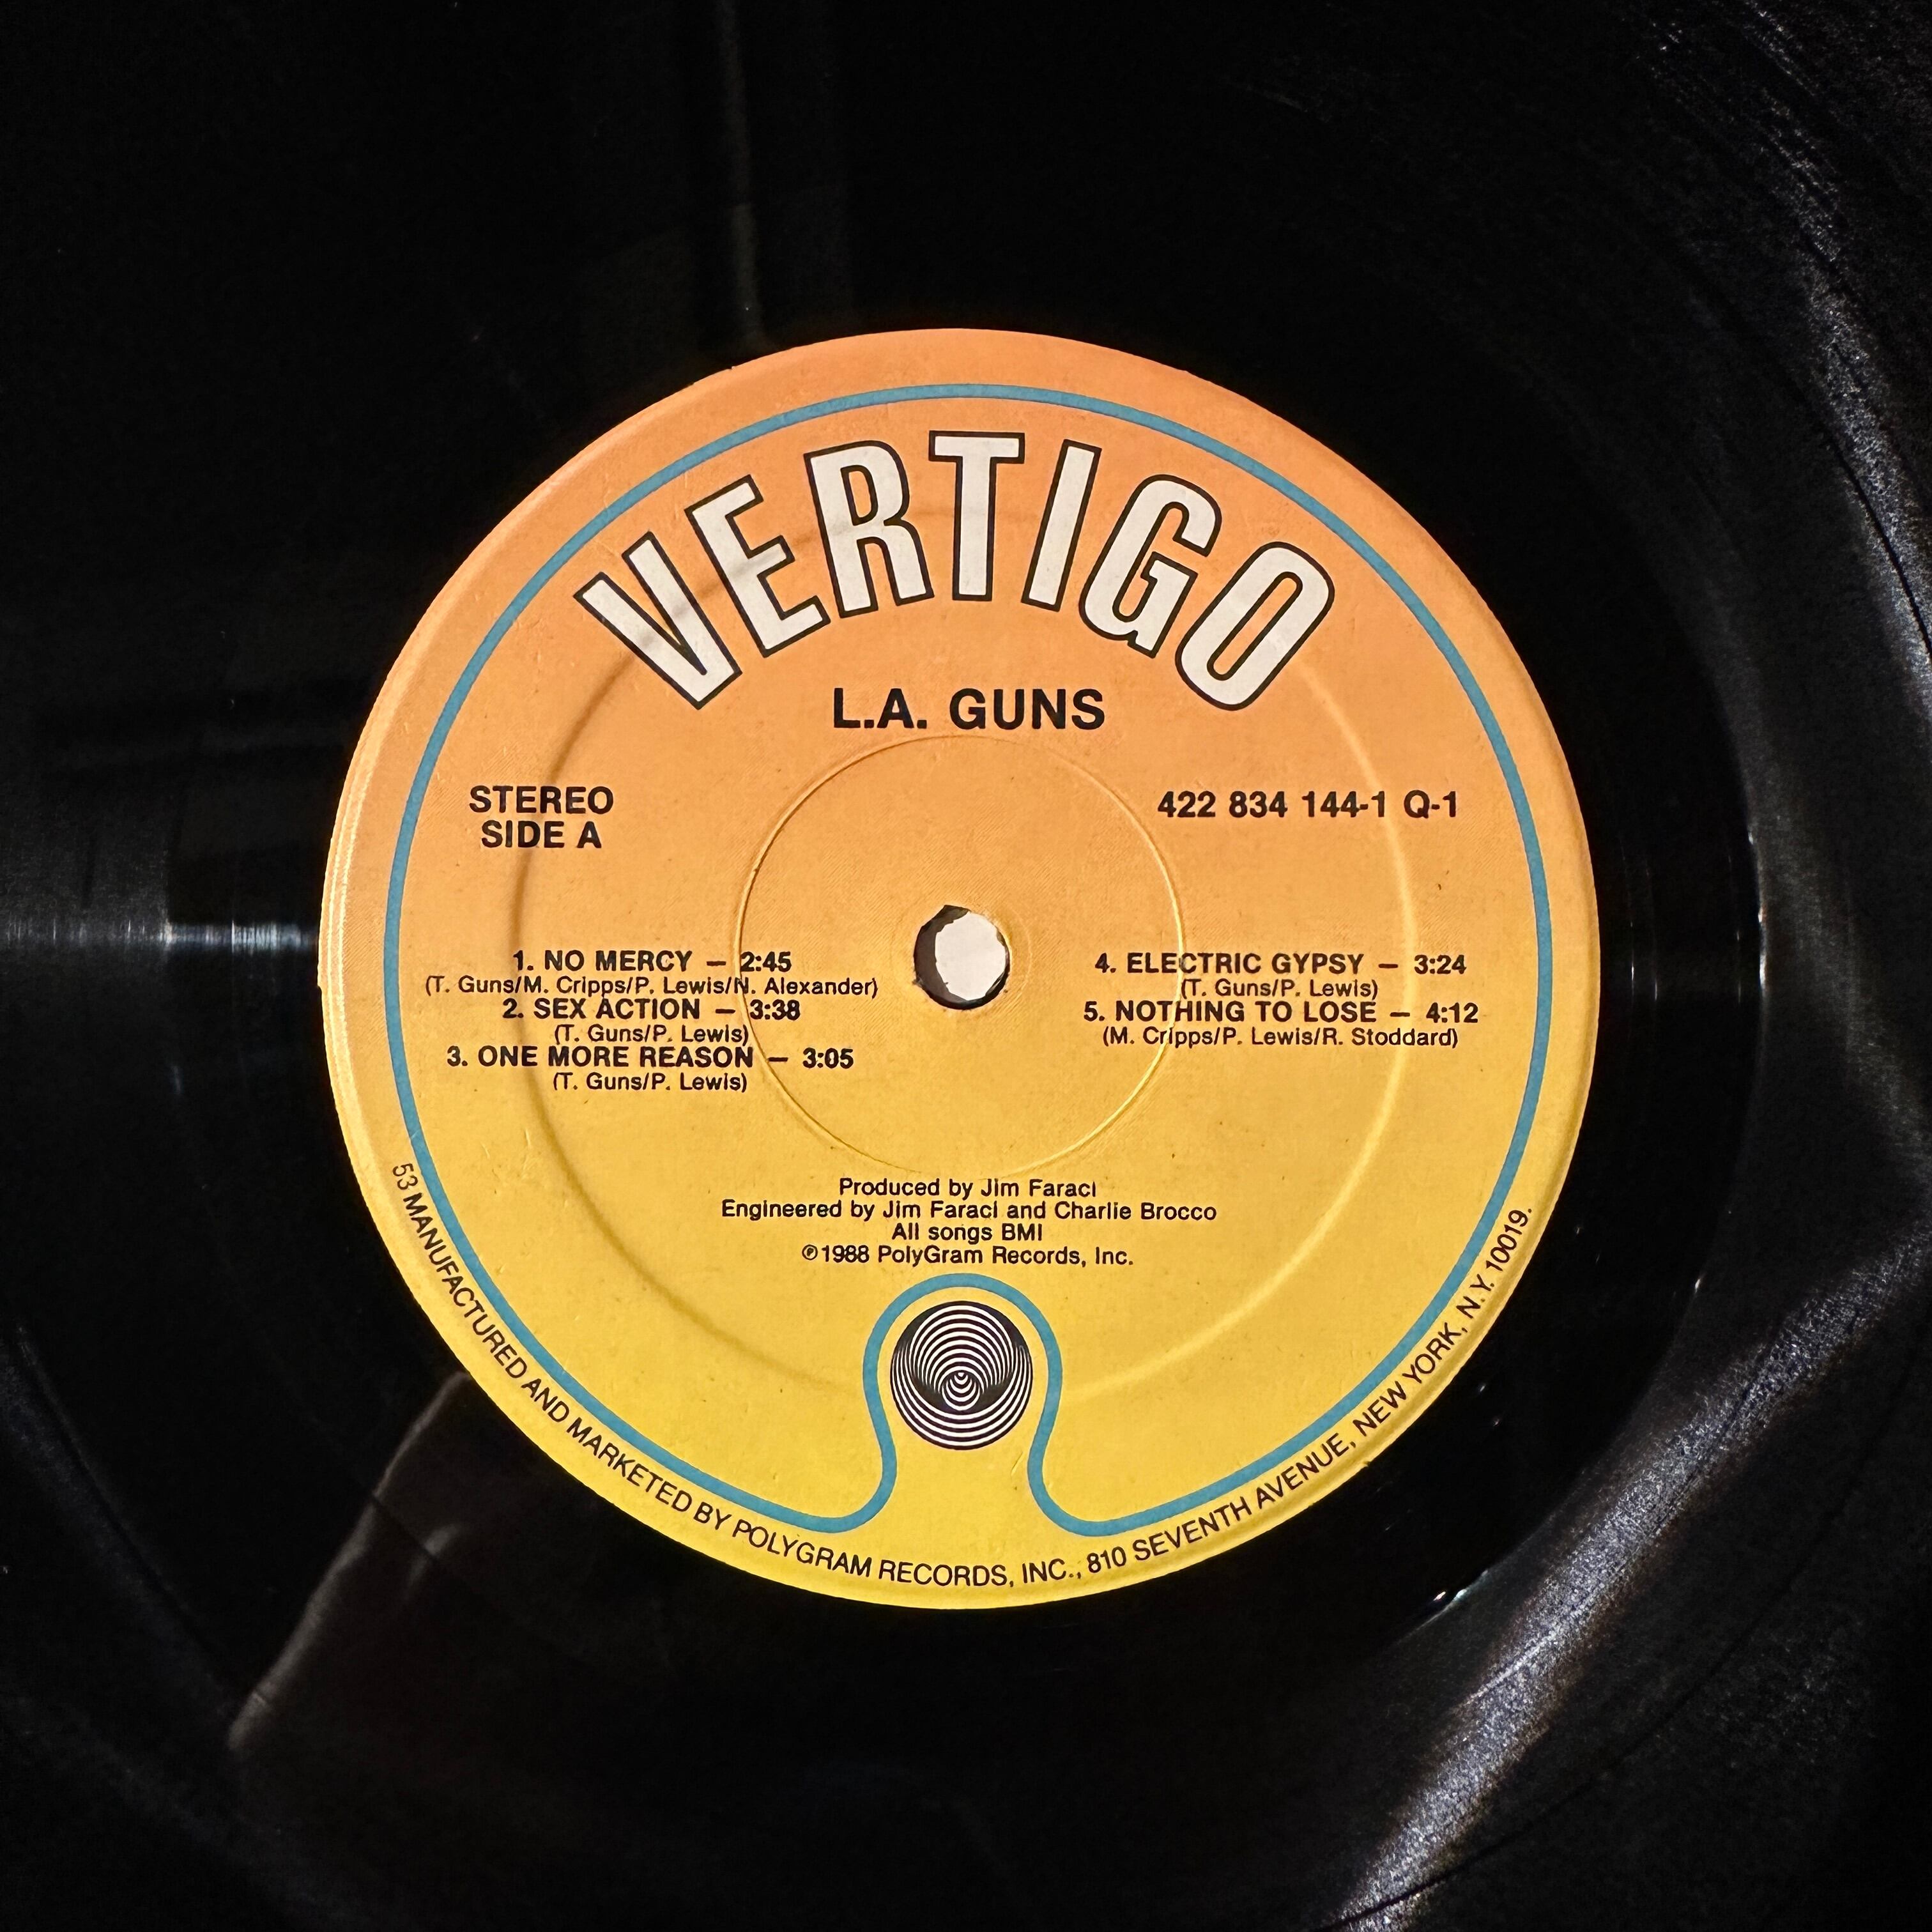 VERTIGO
L.A. GUNS
STEREO
SIDE A
422 834 144-1 Q-1
1. NO MERCY — 2:45
(T. Guns/M. Cripps/P. Lewis/N. Alexander)
2. SEX ACTION — 3:38
(T. Guns/P. Lewis)
3. ONE MORE REASON — 3:05
(T. Guns/P. Lewis)
4. ELECTRIC GYPSY — 3:24
(T. Guns/P. Lewis)
5. NOTHING TO LOSE — 4:12
(M. Cripps/P. Lewis/R. Stoddard)
Produced by Jim Faraci
Engineered by Jim Faraci and Charlie Brocco
All songs BMI
℗1988 PolyGram Records, Inc.
53 MANUFACTURED AND MARKETED BY POLYGRAM RECORDS, INC., 810 SEVENTH AVENUE, NEW YORK, N.Y. 10019.